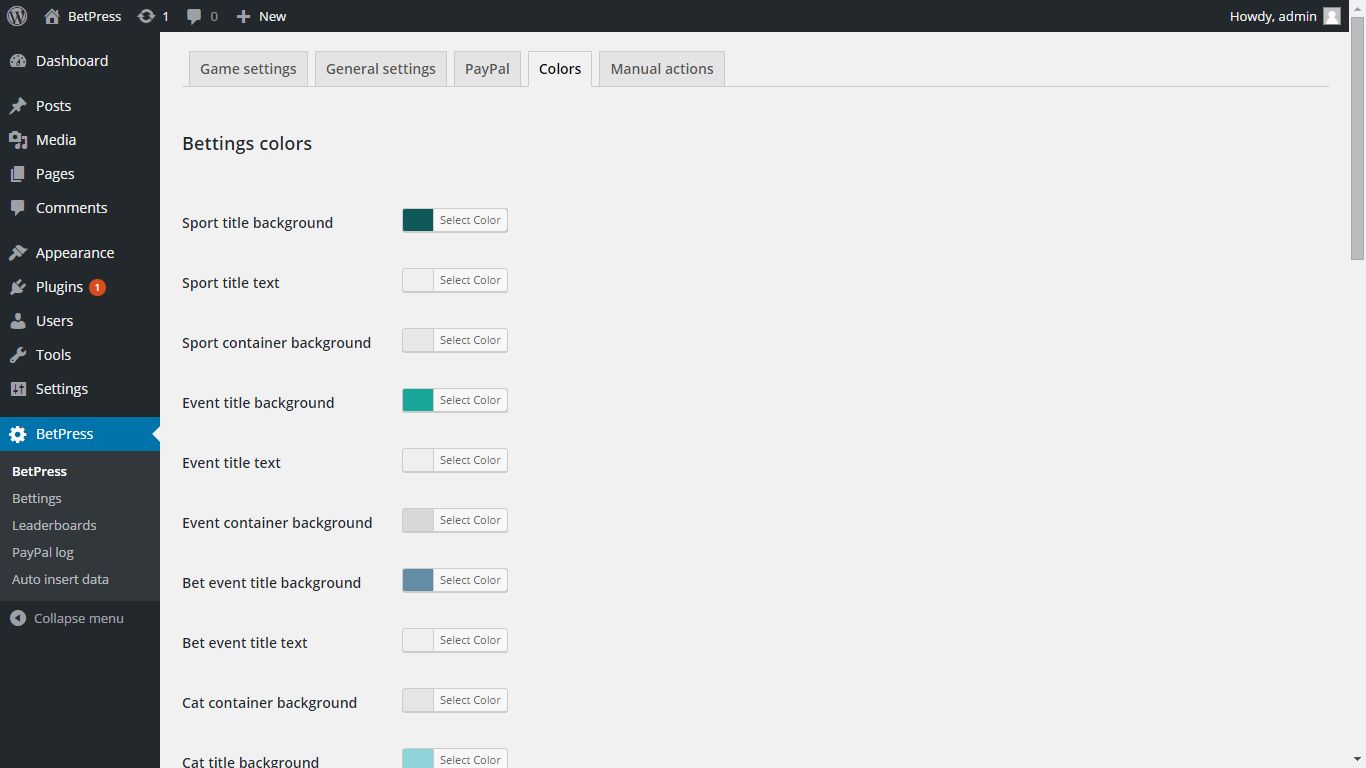 BetPress 1 0 New Howdy, admin
Dashboard
Posts
Media
Pages
Comments
Appearance
Plugins 1
Users
Tools
Settings
BetPress
BetPress
Bettings
Leaderboards
PayPal log
Auto insert data
Collapse menu
Game settings General settings PayPal Colors Manual actions
Bettings colors
Sport title background Select Color
Sport title text Select Color
Sport container background Select Color
Event title background Select Color
Event title text Select Color
Event container background Select Color
Bet event title background Select Color
Bet event title text Select Color
Cat container background Select Color
Cat title background Select Color